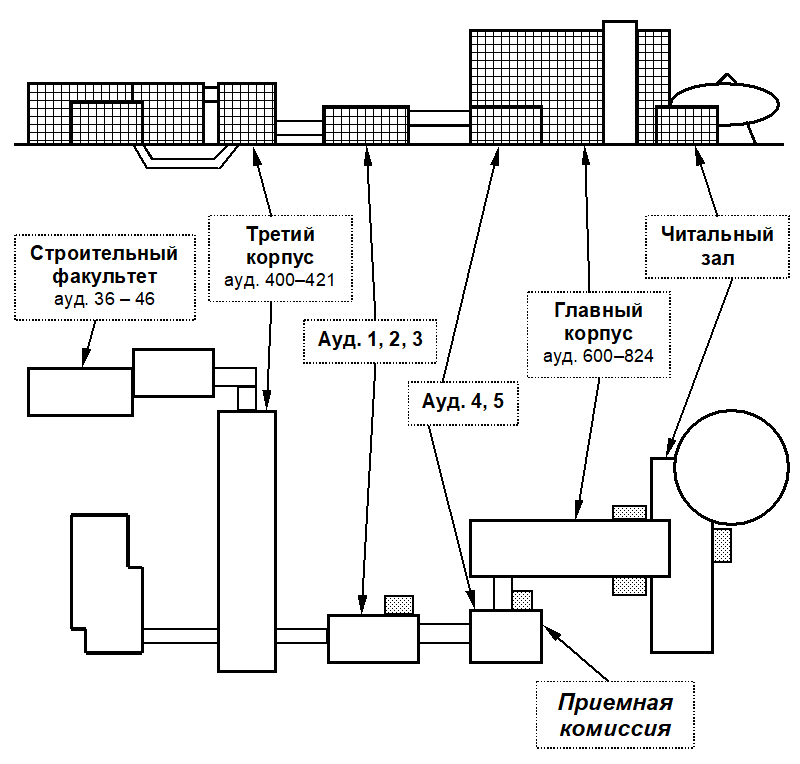 Третий
корпус
ауд. 400–421
Читальный
зал
Строительный
факультет
ауд. 36 – 46
Главный
корпус
ауд. 600–824
Ауд. 1, 2, 3
Ауд. 4, 5
Приемная
комиссия